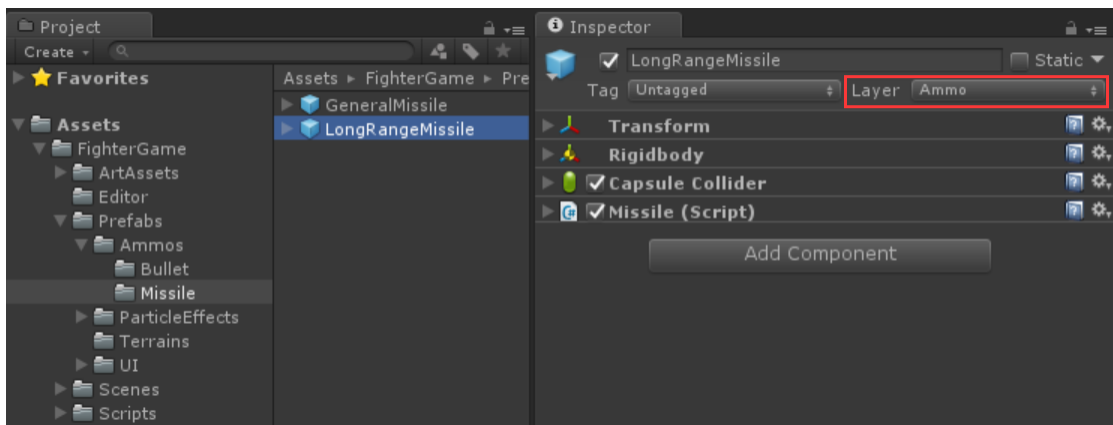 Project
Create
Favorites
Assets
FighterGame
ArtAssets
Editor
Prefabs
Ammos
Bullet
Missile
ParticleEffects
Terrains
UI
Scenes
Scripts
Assets FighterGame Pre
GeneralMissile
LongRangeMissile
Inspector
LongRangeMissile Static
Tag Untagged Layer Ammo
Transform
Rigidbody
Capsule Collider
Missile (Script)
Add Component